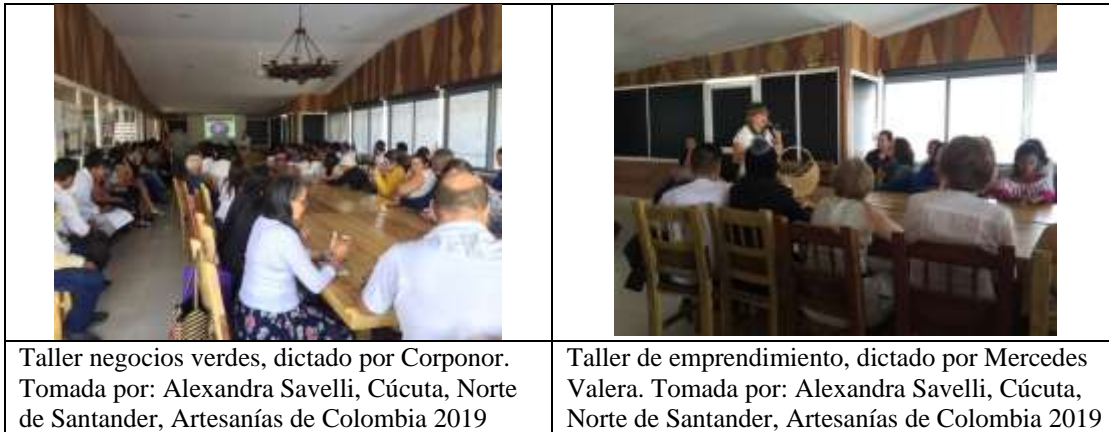 Taller negocios verdes, dictado por Corponor.
Tomada por: Alexandra Savelli, Cúcuta, Norte
de Santander, Artesanías de Colombia 2019
Taller de emprendimiento, dictado por Mercedes
Valera. Tomada por: Alexandra Savelli, Cúcuta,
Norte de Santander, Artesanías de Colombia 2019